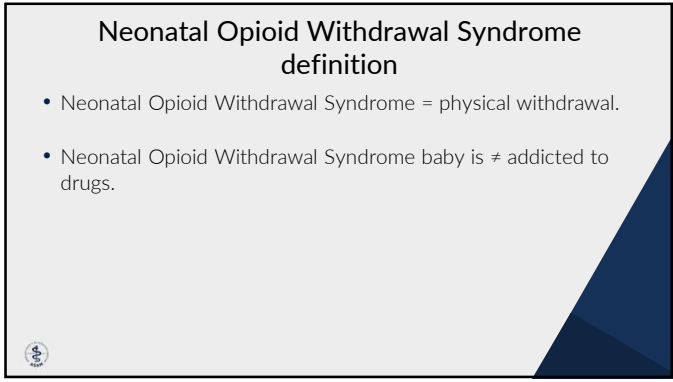 Neonatal Opioid Withdrawal Syndrome
definition
• Neonatal Opioid Withdrawal Syndrome = physical withdrawal.
• Neonatal Opioid Withdrawal Syndrome baby is ≠ addicted to
drugs.
ASAM